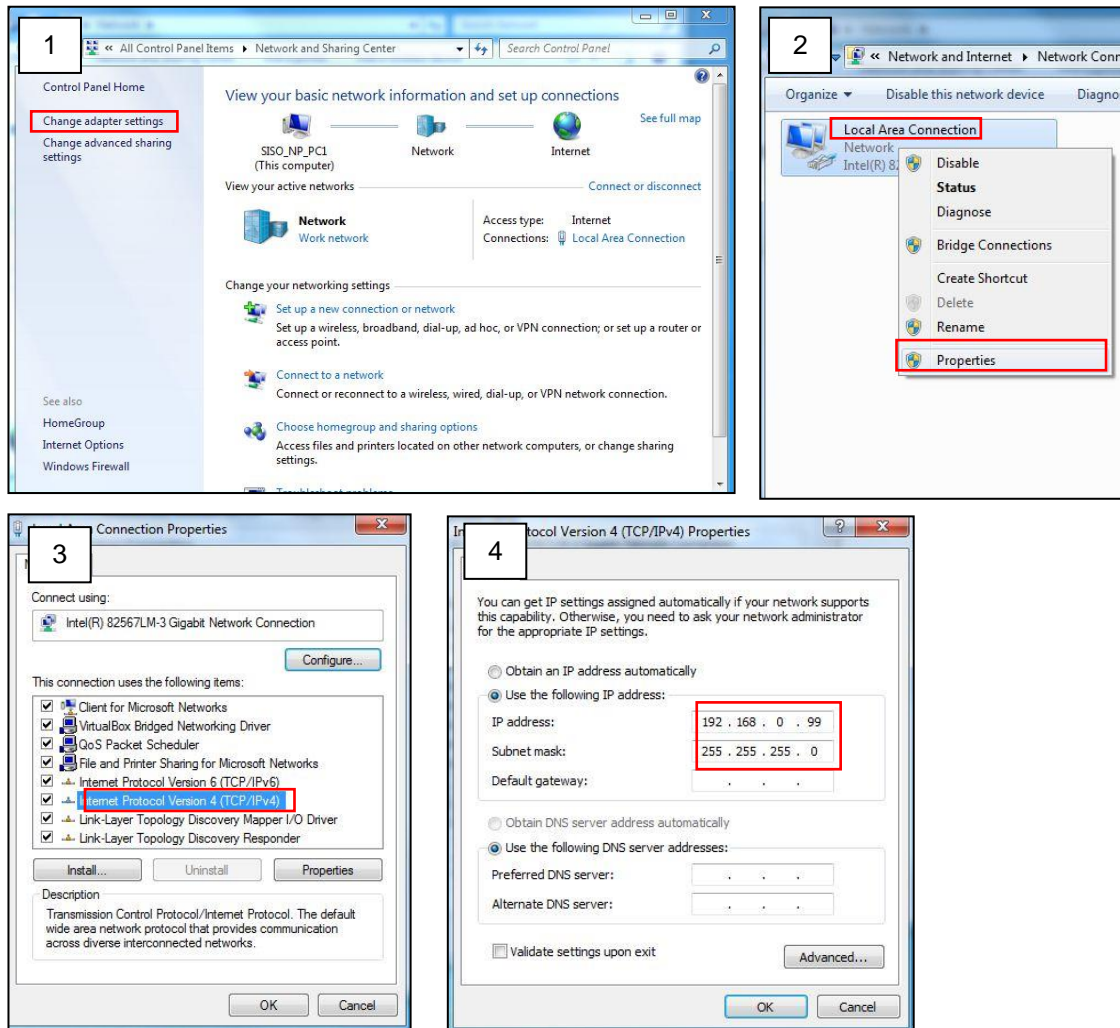 1
« All Control Panel Items ▸ Network and Sharing Center
Search Control Panel
Control Panel Home
Change adapter settings
Change advanced sharing
settings
See also
HomeGroup
Internet Options
Windows Firewall
View your basic network information and set up connections
See full map
SISO_NP_PC1
(This computer)
Network
Internet
View your active networks
Connect or disconnect
Network
Work network
Access type: Internet
Connections: Local Area Connection
Change your networking settings
Set up a new connection or network
Set up a wireless, broadband, dial-up, ad hoc, or VPN connection; or set up a router or
access point.
Connect to a network
Connect or reconnect to a wireless, wired, dial-up, or VPN network connection.
Choose homegroup and sharing options
Access files and printers located on other network computers, or change sharing
settings.
2
« Network and Internet ▸ Network Conn
Organize Disable this network device Diagnos
Local Area Connection
Network
Intel(R) 8
Disable
Status
Diagnose
Bridge Connections
Create Shortcut
Delete
Rename
Properties
3
Connection Properties
Connect using:
Intel(R) 82567LM-3 Gigabit Network Connection
Configure...
This connection uses the following items:
Client for Microsoft Networks
VirtualBox Bridged Networking Driver
QoS Packet Scheduler
File and Printer Sharing for Microsoft Networks
Internet Protocol Version 6 (TCP/IPv6)
Internet Protocol Version 4 (TCP/IPv4)
Link-Layer Topology Discovery Mapper I/O Driver
Link-Layer Topology Discovery Responder
Install... Uninstall Properties
Description
Transmission Control Protocol/Internet Protocol. The default
wide area network protocol that provides communication
across diverse interconnected networks.
OK Cancel
4
In tocol Version 4 (TCP/IPv4) Properties
You can get IP settings assigned automatically if your network supports
this capability. Otherwise, you need to ask your network administrator
for the appropriate IP settings.
Obtain an IP address automatically
Use the following IP address:
IP address: 192 . 168 . 0 . 99
Subnet mask: 255 . 255 . 255 . 0
Default gateway: . . .
Obtain DNS server address automatically
Use the following DNS server addresses:
Preferred DNS server: . . .
Alternate DNS server: . . .
Validate settings upon exit
Advanced...
OK Cancel